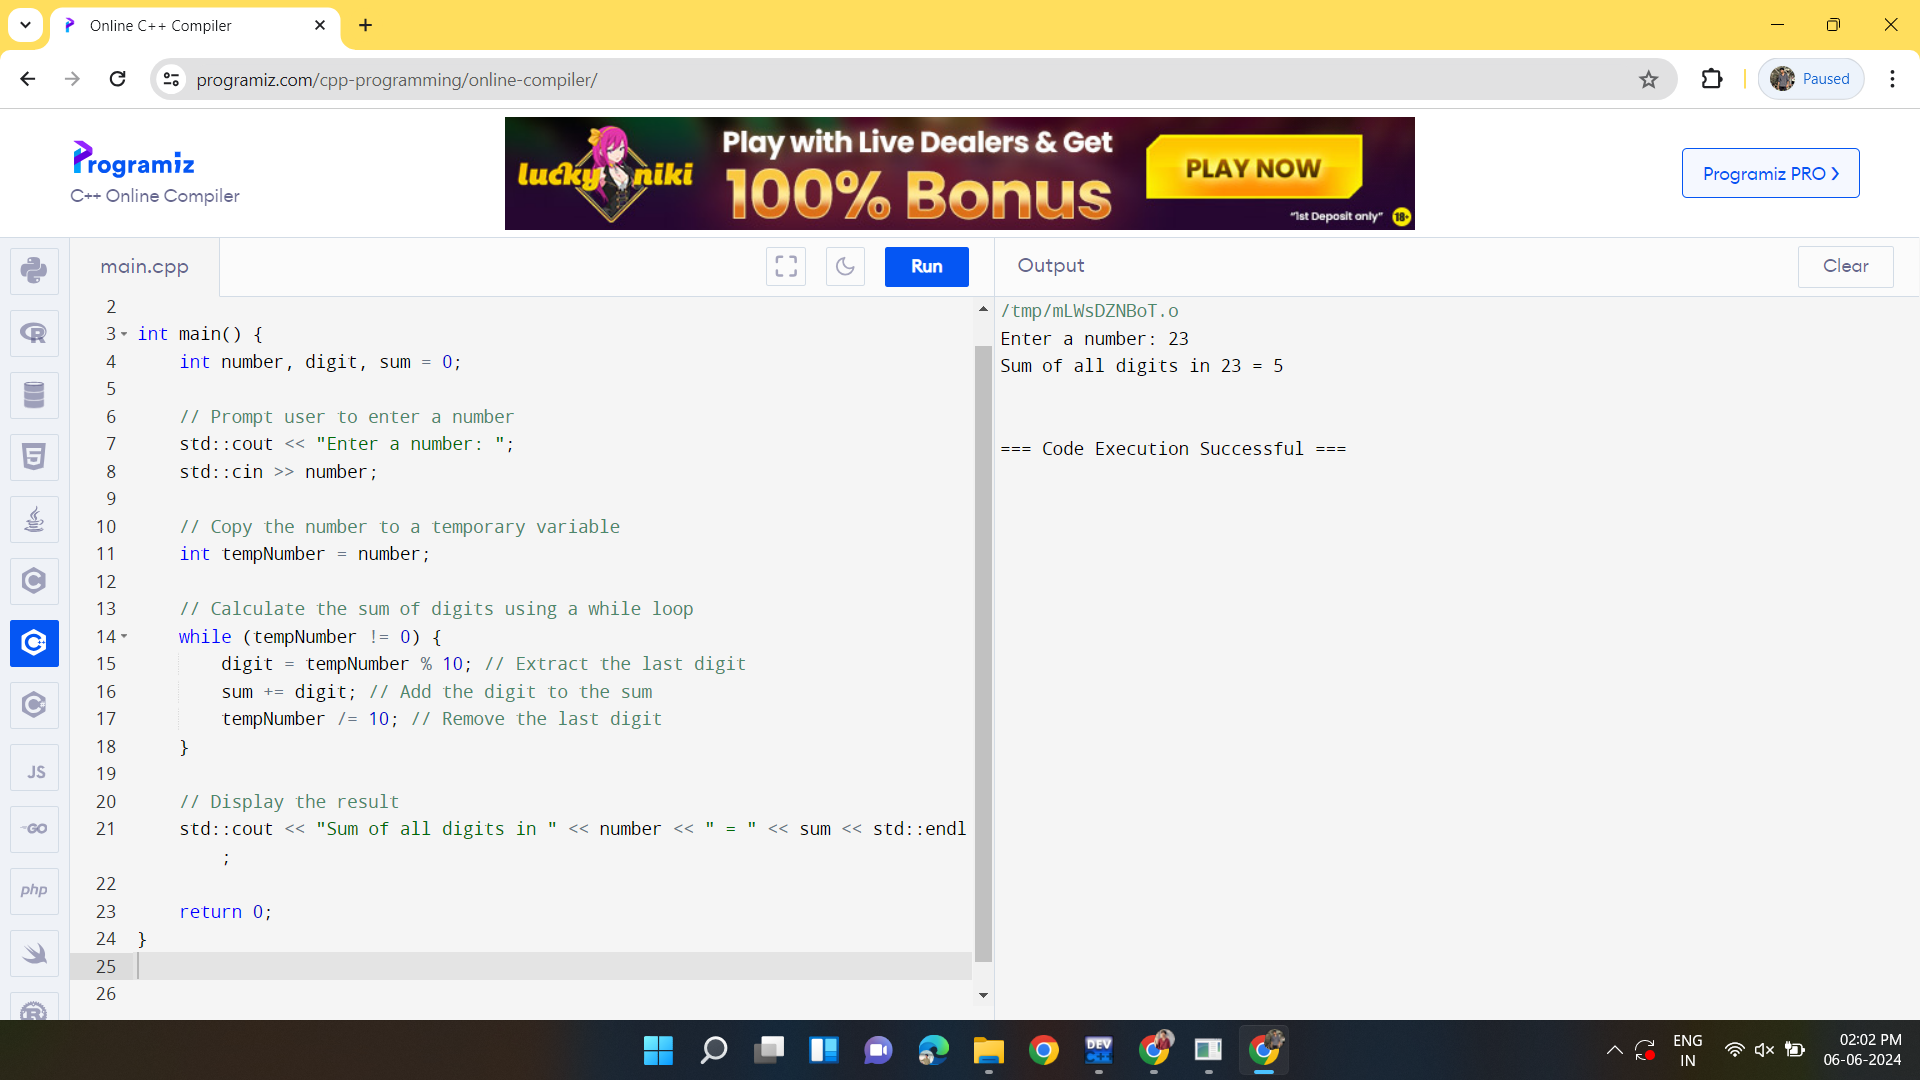 Online C++ Compiler
programiz.com/cpp-programming/online-compiler/
Paused
Programiz
C++ Online Compiler
lucky niki
Play with Live Dealers & Get
100% Bonus
PLAY NOW
"1st Deposit only"
18+
Programiz PRO
main.cpp
Run
Output
Clear
2
3 int main() {
4 int number, digit, sum = 0;
5
6 // Prompt user to enter a number
7 std::cout << "Enter a number: ";
8 std::cin >> number;
9
10 // Copy the number to a temporary variable
11 int tempNumber = number;
12
13 // Calculate the sum of digits using a while loop
14 while (tempNumber != 0) {
15 digit = tempNumber % 10; // Extract the last digit
16 sum += digit; // Add the digit to the sum
17 tempNumber /= 10; // Remove the last digit
18 }
19
20 // Display the result
21 std::cout << "Sum of all digits in " << number << " = " << sum << std::endl
;
22
23 return 0;
24 }
25
26
/tmp/mLWsDZNBoT.o
Enter a number: 23
Sum of all digits in 23 = 5
=== Code Execution Successful ===
R
5
C
C
C
JS
GO
php
R
DEV
ENG
IN
02:02 PM
06-06-2024